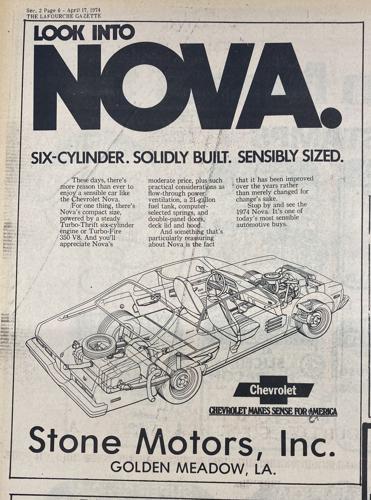 Sec. 2 Page 6 - April 17, 1974
THE LAFOURCHE GAZETTE
LOOK INTO
NOVA.
SIX-CYLINDER. SOLIDLY BUILT. SENSIBLY SIZED.
These days, there's
more reason than ever to
enjoy a sensible car like
the Chevrolet Nova.
For one thing, there's
Nova's compact size,
powered by a steady
Turbo-Thrift six-cylinder
engine or Turbo-Fire
350 V8. And you'll
appreciate Nova's
moderate price, plus such
practical considerations as
flow-through power
ventilation, a 21-gallon
fuel tank, computer-
selected springs, and
double-panel doors,
deck lid and hood.
And something that's
particularly reassuring
about Nova is the fact
that it has been improved
over the years rather
than merely changed for
change's sake.
Stop by and see the
1974 Nova. It's one of
today's most sensible
automotive buys.
Chevrolet
CHEVROLET MAKES SENSE FOR AMERICA
Stone Motors, Inc.
GOLDEN MEADOW, LA.